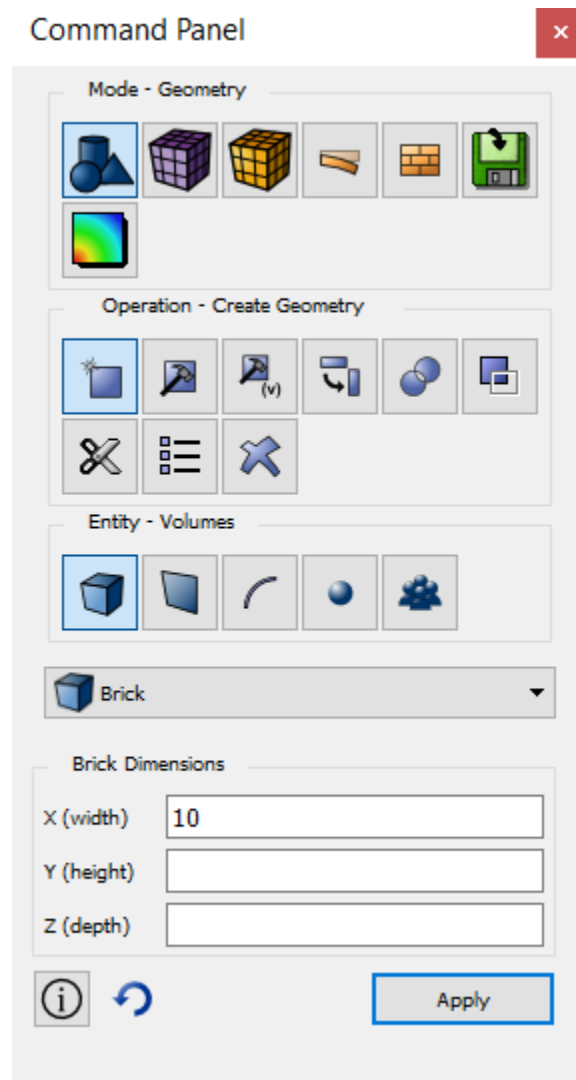 Command Panel
Mode - Geometry
Operation - Create Geometry
(v)
Entity - Volumes
Brick
Brick Dimensions
X (width) 10
Y (height)
Z (depth)
Apply